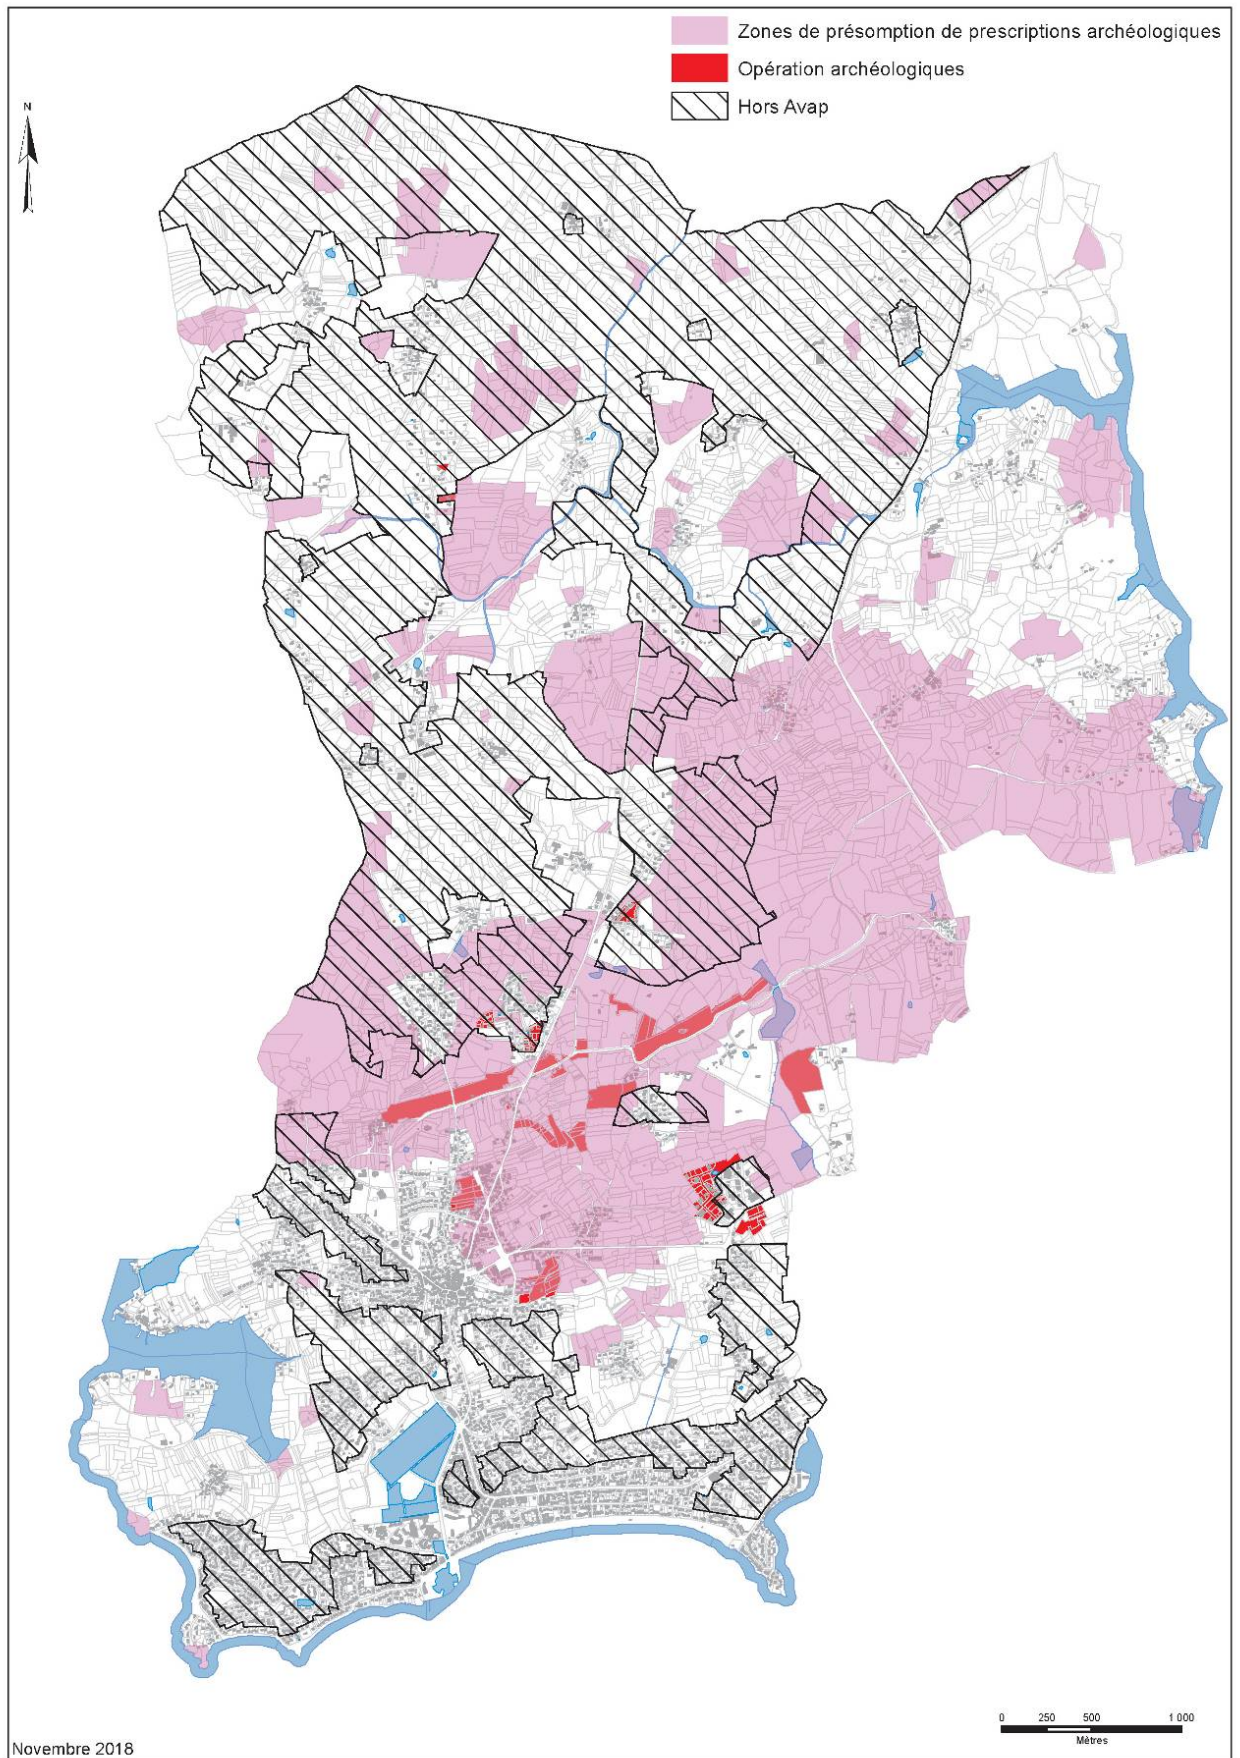 Zones de présomption de prescriptions archéologiques
Opération archéologiques
Hors Avap
N
0 250 500 1 000
Mètres
Novembre 2018